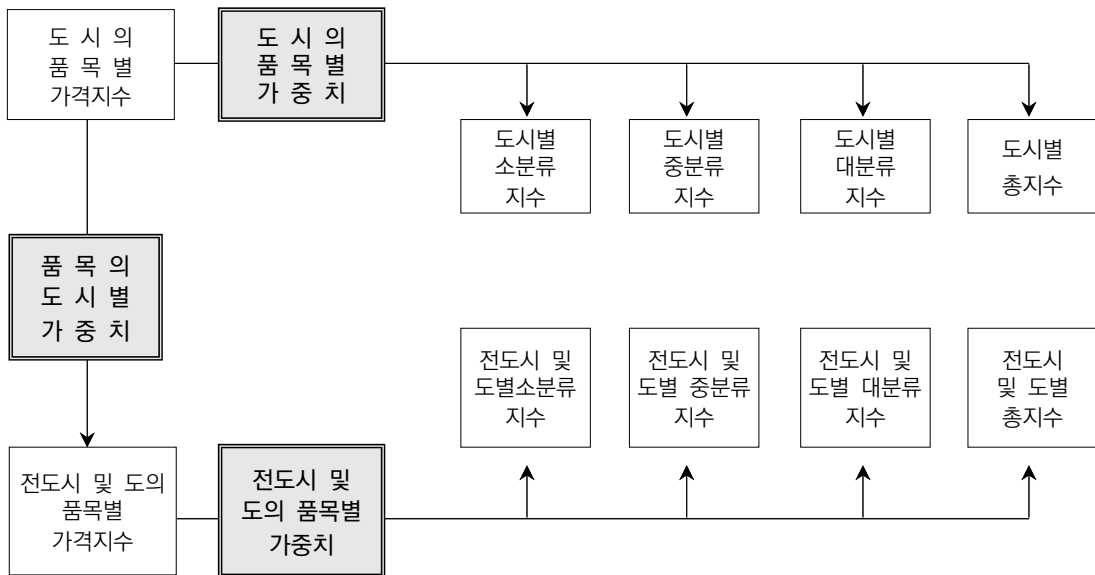 도 시 의
품 목 별
가격지수
도 시 의
품 목 별
가 중 치
도시별
소분류
지수
도시별
중분류
지수
도시별
대분류
지수
도시별
총지수
품 목 의
도 시 별
가 중 치
전도시 및
도별소분류
지수
전도시 및
도별 중분류
지수
전도시 및
도별 대분류
지수
전도시
및 도별
총지수
전도시 및 도의
품목별
가격지수
전도시 및
도의 품목별
가중치